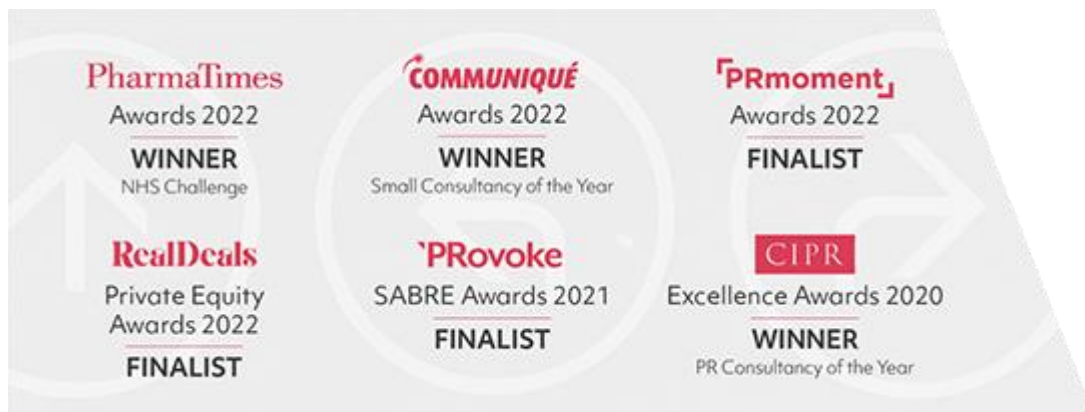 PharmaTimes
Awards 2022
WINNER
NHS Challenge
COMMUNIQUÉ
Awards 2022
WINNER
Small Consultancy of the Year
PRmoment
Awards 2022
FINALIST
RealDeals
Private Equity
Awards 2022
FINALIST
PRovoke
SABRE Awards 2021
FINALIST
CIPR
Excellence Awards 2020
WINNER
PR Consultancy of the Year